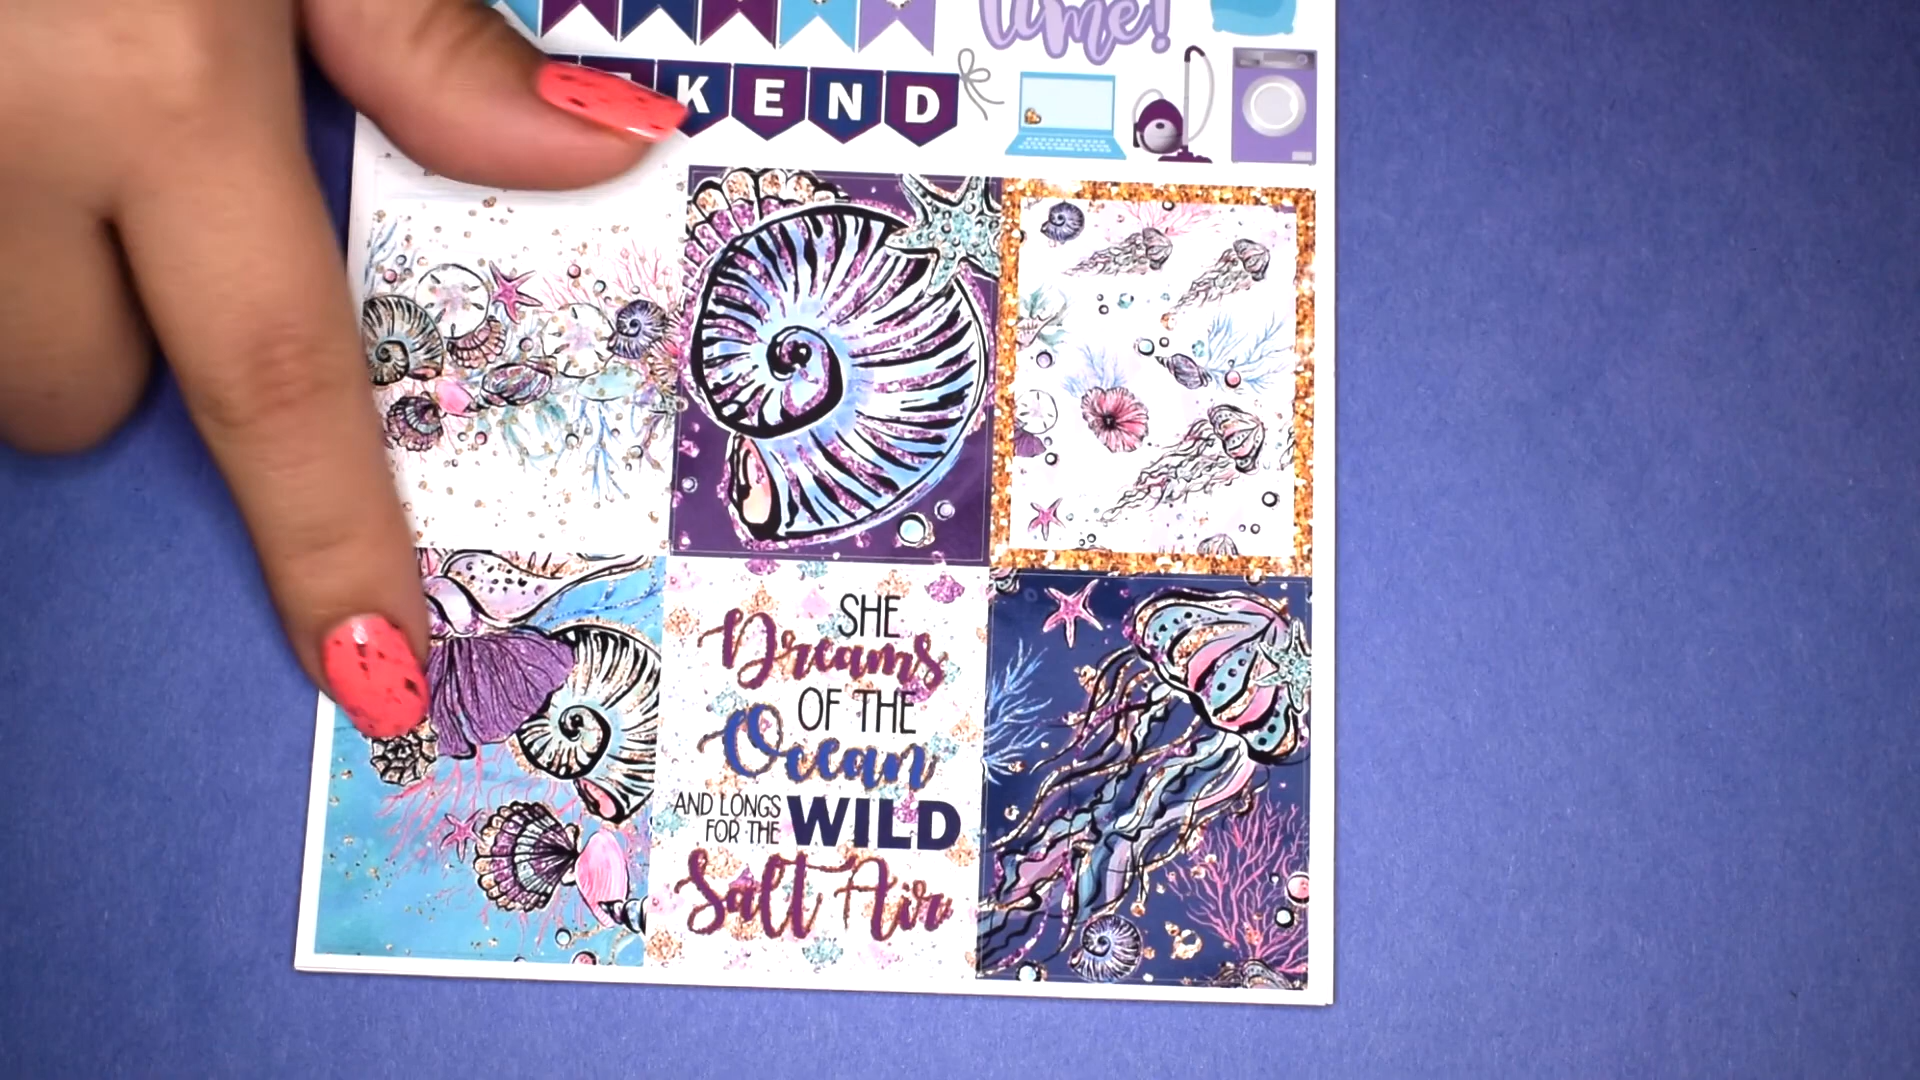 time!
KEND
SHE
Dreams
OF THE
Ocean
AND LONGS
FOR THE WILD
Salt Air